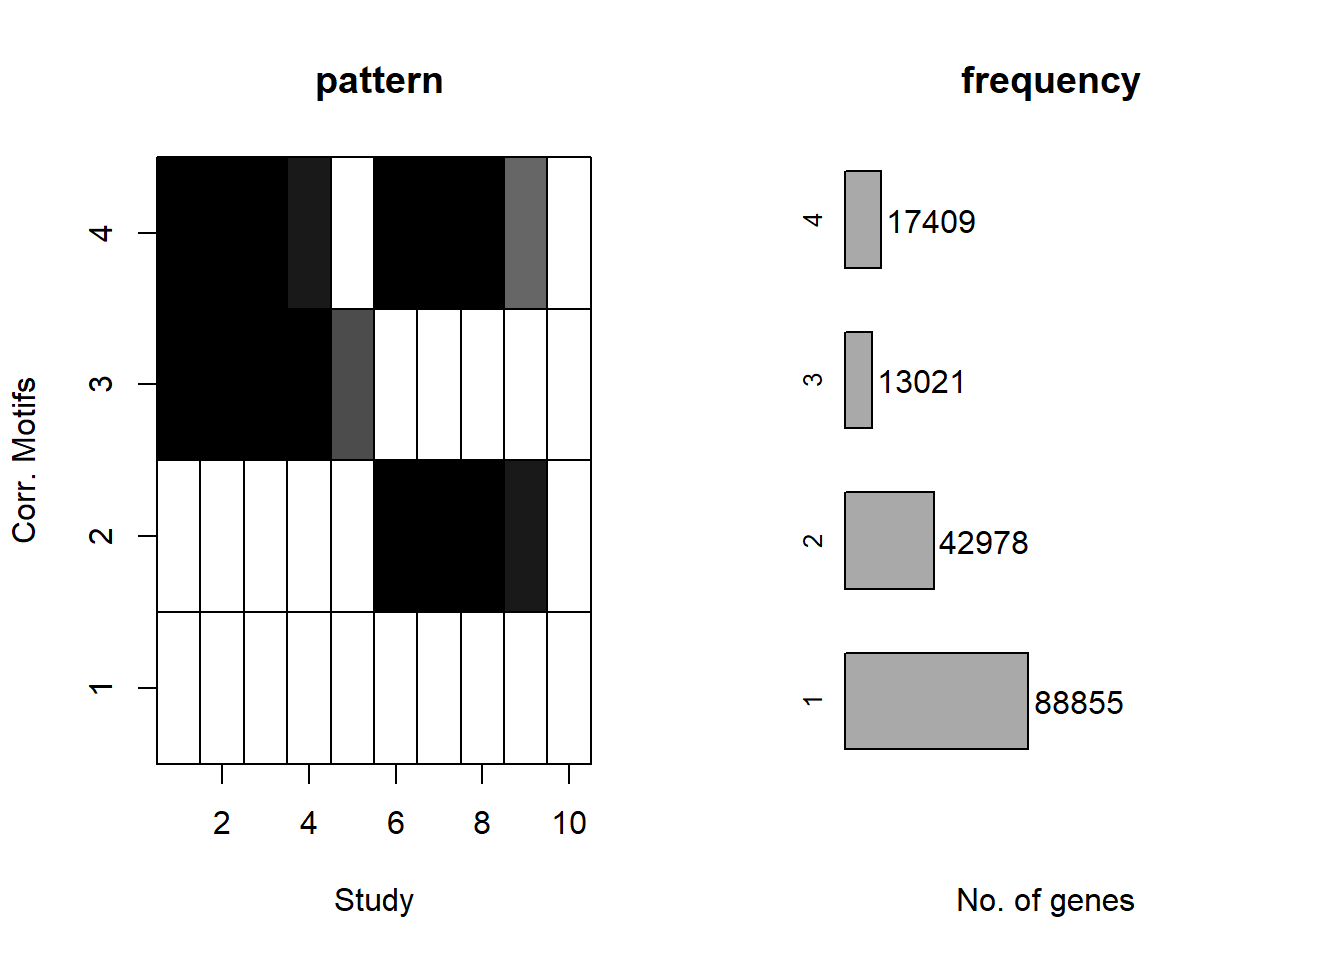 pattern
Corr. Motifs
4
3
2
1
2 4 6 8 10
Study
frequency
4 17409
3 13021
2 42978
1 88855
No. of genes